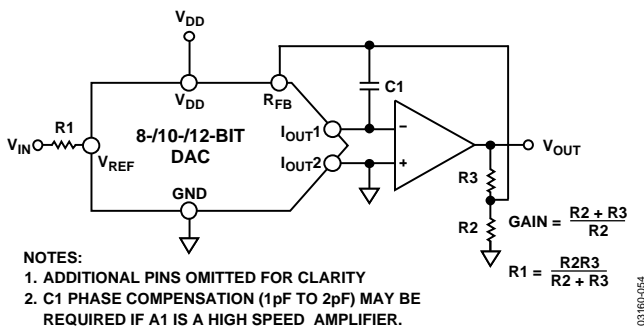 VDD
VDD
RFB
C1
VIN
R1
VREF
8-/10-/12-BIT
DAC
IOUT1
IOUT2
GND
−
+
VOUT
R3
R2
GAIN = R2 + R3
R2
R1 = R2R3
R2 + R3
NOTES:
1. ADDITIONAL PINS OMITTED FOR CLARITY
2. C1 PHASE COMPENSATION (1pF TO 2pF) MAY BE
REQUIRED IF A1 IS A HIGH SPEED AMPLIFIER.
03160-054